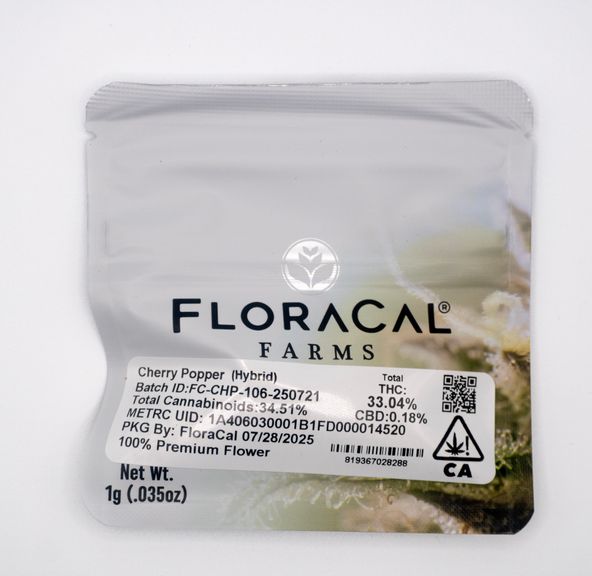 FLORACAL®
FARMS
Cherry Popper (Hybrid)
Batch ID:FC-CHP-106-250721
Total Cannabinoids:34.51%
METRC UID: 1A406030001B1FD000014520
PKG By: FloraCal 07/28/2025
100% Premium Flower
Total
THC:
33.04%
CBD:0.18%
819367028288
CA
Net Wt.
1g (.035oz)